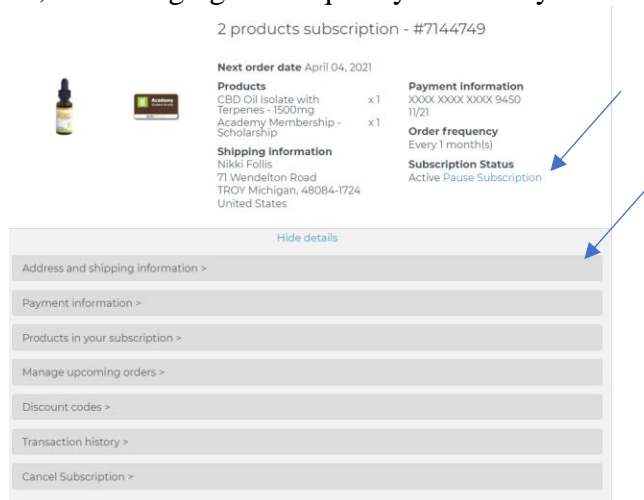 2 products subscription - #7144749
Next order date April 04, 2021
Products
CBD Oil Isolate with x 1
Terpenes - 1500mg
Academy Membership - x 1
Scholarship
Shipping information
Nikki Follis
71 Wendelton Road
TROY Michigan, 48084-1724
United States
Payment information
XXXX XXXX XXXX 9450
11/21
Order frequency
Every 1 month(s)
Subscription Status
Active Pause Subscription
Academy
Hide details
Address and shipping information >
Payment information >
Products in your subscription >
Manage upcoming orders >
Discount codes >
Transaction history >
Cancel Subscription >